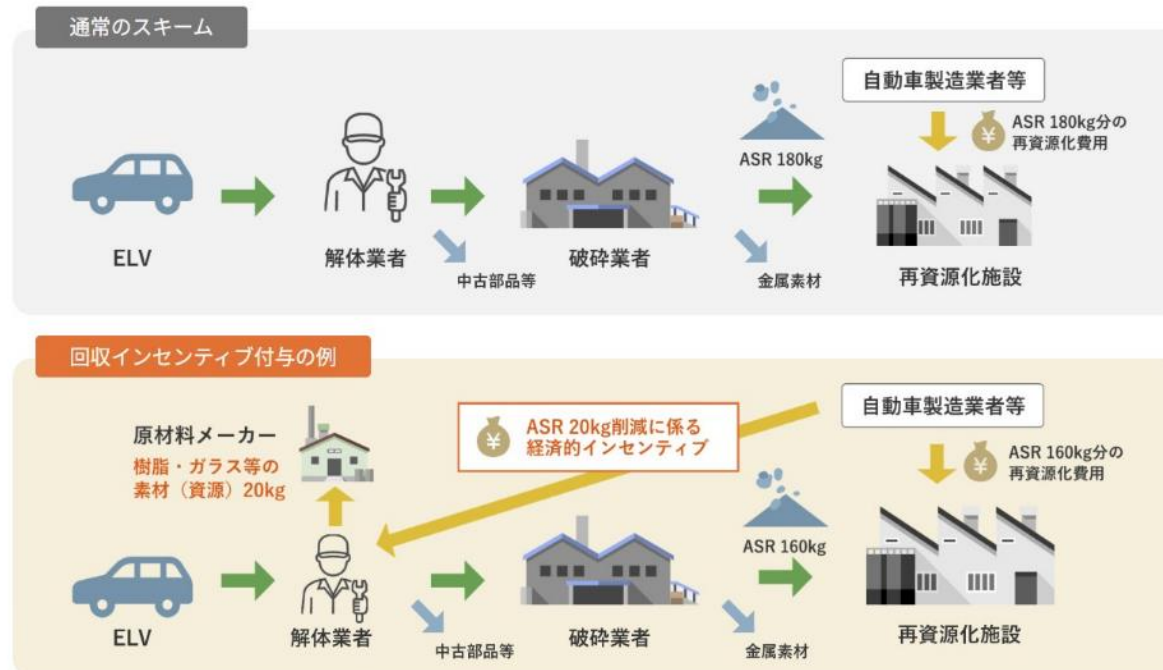 通常のスキーム
自動車製造業者等
ASR 180kg分の
再資源化費用
ASR 180kg
ELV
解体業者
破砕業者
再資源化施設
中古部品等
金属素材
回収インセンティブ付与の例
自動車製造業者等
原材料メーカー
樹脂・ガラス等の
素材（資源）20kg
¥
ASR 20kg削減に係る
経済的インセンティブ
ASR 160kg分の
再資源化費用
ASR 160kg
ELV
解体業者
破砕業者
再資源化施設
中古部品等
金属素材